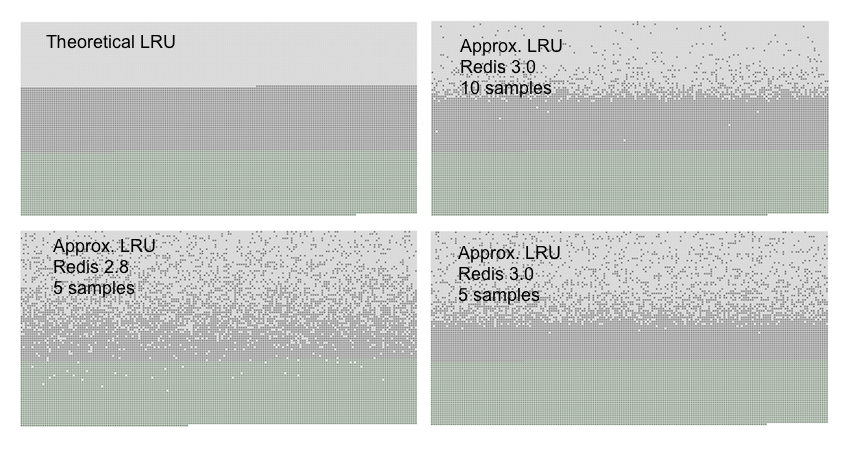 Theoretical LRU
Approx. LRU
Redis 3.0
10 samples
Approx. LRU
Redis 2.8
5 samples
Approx. LRU
Redis 3.0
5 samples